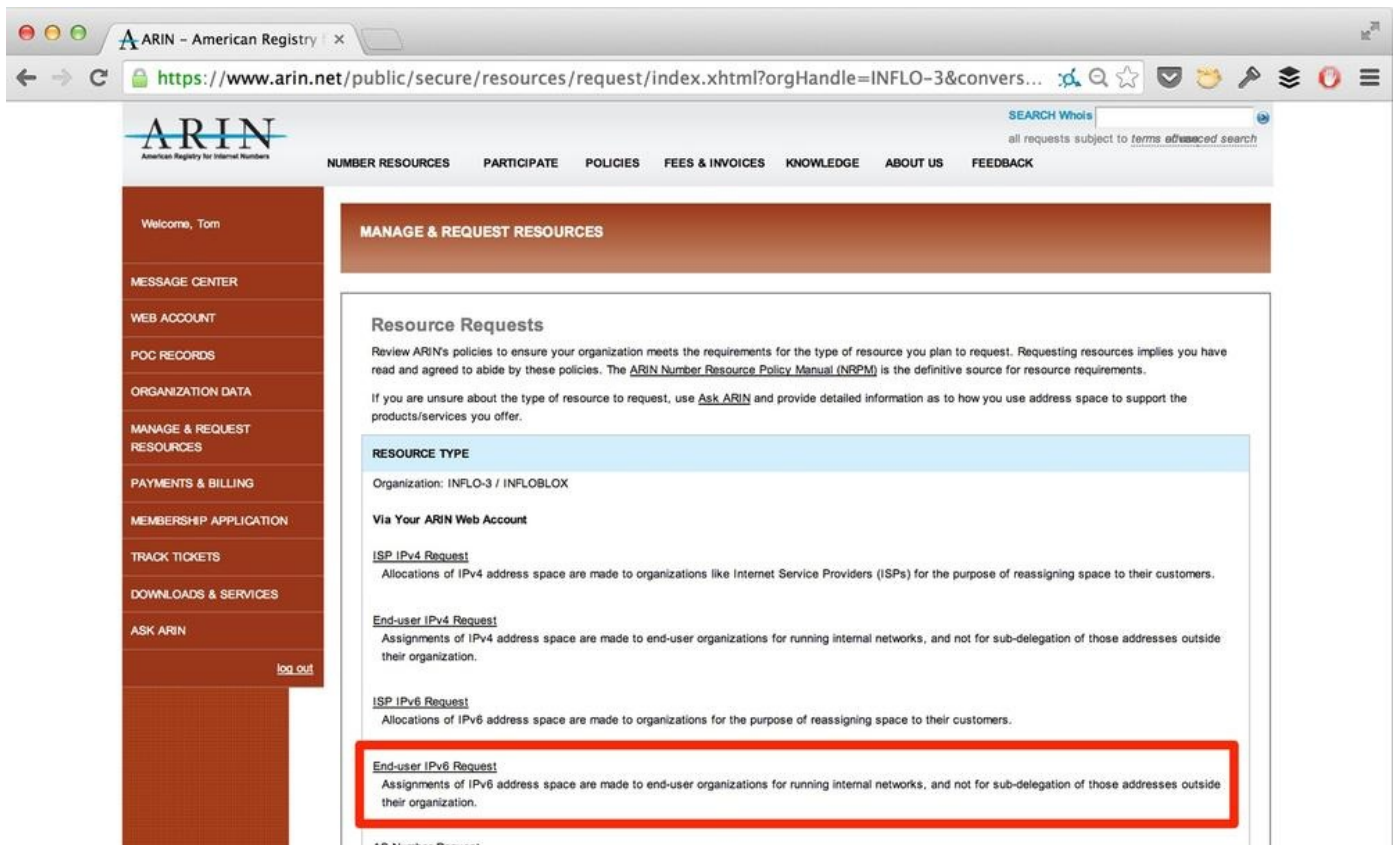 ARIN – American Registry
https://www.arin.net/public/secure/resources/request/index.xhtml?orgHandle=INFLO-3&convers...
ARIN
American Registry for Internet Numbers
SEARCH Whois
all requests subject to terms of
search
NUMBER RESOURCES PARTICIPATE POLICIES FEES & INVOICES KNOWLEDGE ABOUT US FEEDBACK
Welcome, Tom
MESSAGE CENTER
WEB ACCOUNT
POC RECORDS
ORGANIZATION DATA
MANAGE & REQUEST
RESOURCES
PAYMENTS & BILLING
MEMBERSHIP APPLICATION
TRACK TICKETS
DOWNLOADS & SERVICES
ASK ARIN
log out
MANAGE & REQUEST RESOURCES
Resource Requests
Review ARIN's policies to ensure your organization meets the requirements for the type of resource you plan to request. Requesting resources implies you have
read and agreed to abide by these policies. The ARIN Number Resource Policy Manual (NRPM) is the definitive source for resource requirements.
If you are unsure about the type of resource to request, use Ask ARIN and provide detailed information as to how you use address space to support the
products/services you offer.
RESOURCE TYPE
Organization: INFLO-3 / INFLOBLOX
Via Your ARIN Web Account
ISP IPv4 Request
Allocations of IPv4 address space are made to organizations like Internet Service Providers (ISPs) for the purpose of reassigning space to their customers.
End-user IPv4 Request
Assignments of IPv4 address space are made to end-user organizations for running internal networks, and not for sub-delegation of those addresses outside
their organization.
ISP IPv6 Request
Allocations of IPv6 address space are made to organizations for the purpose of reassigning space to their customers.
End-user IPv6 Request
Assignments of IPv6 address space are made to end-user organizations for running internal networks, and not for sub-delegation of those addresses outside
their organization.